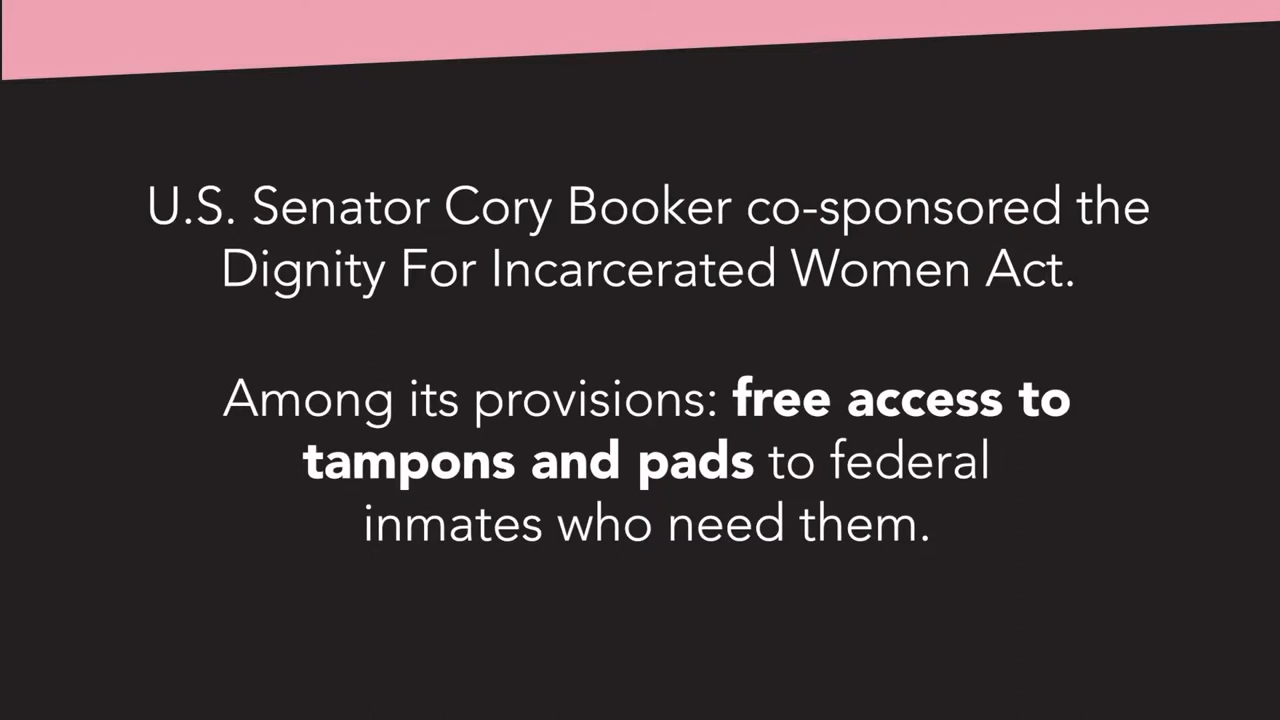 U.S. Senator Cory Booker co-sponsored the
Dignity For Incarcerated Women Act.
Among its provisions: free access to
tampons and pads to federal
inmates who need them.